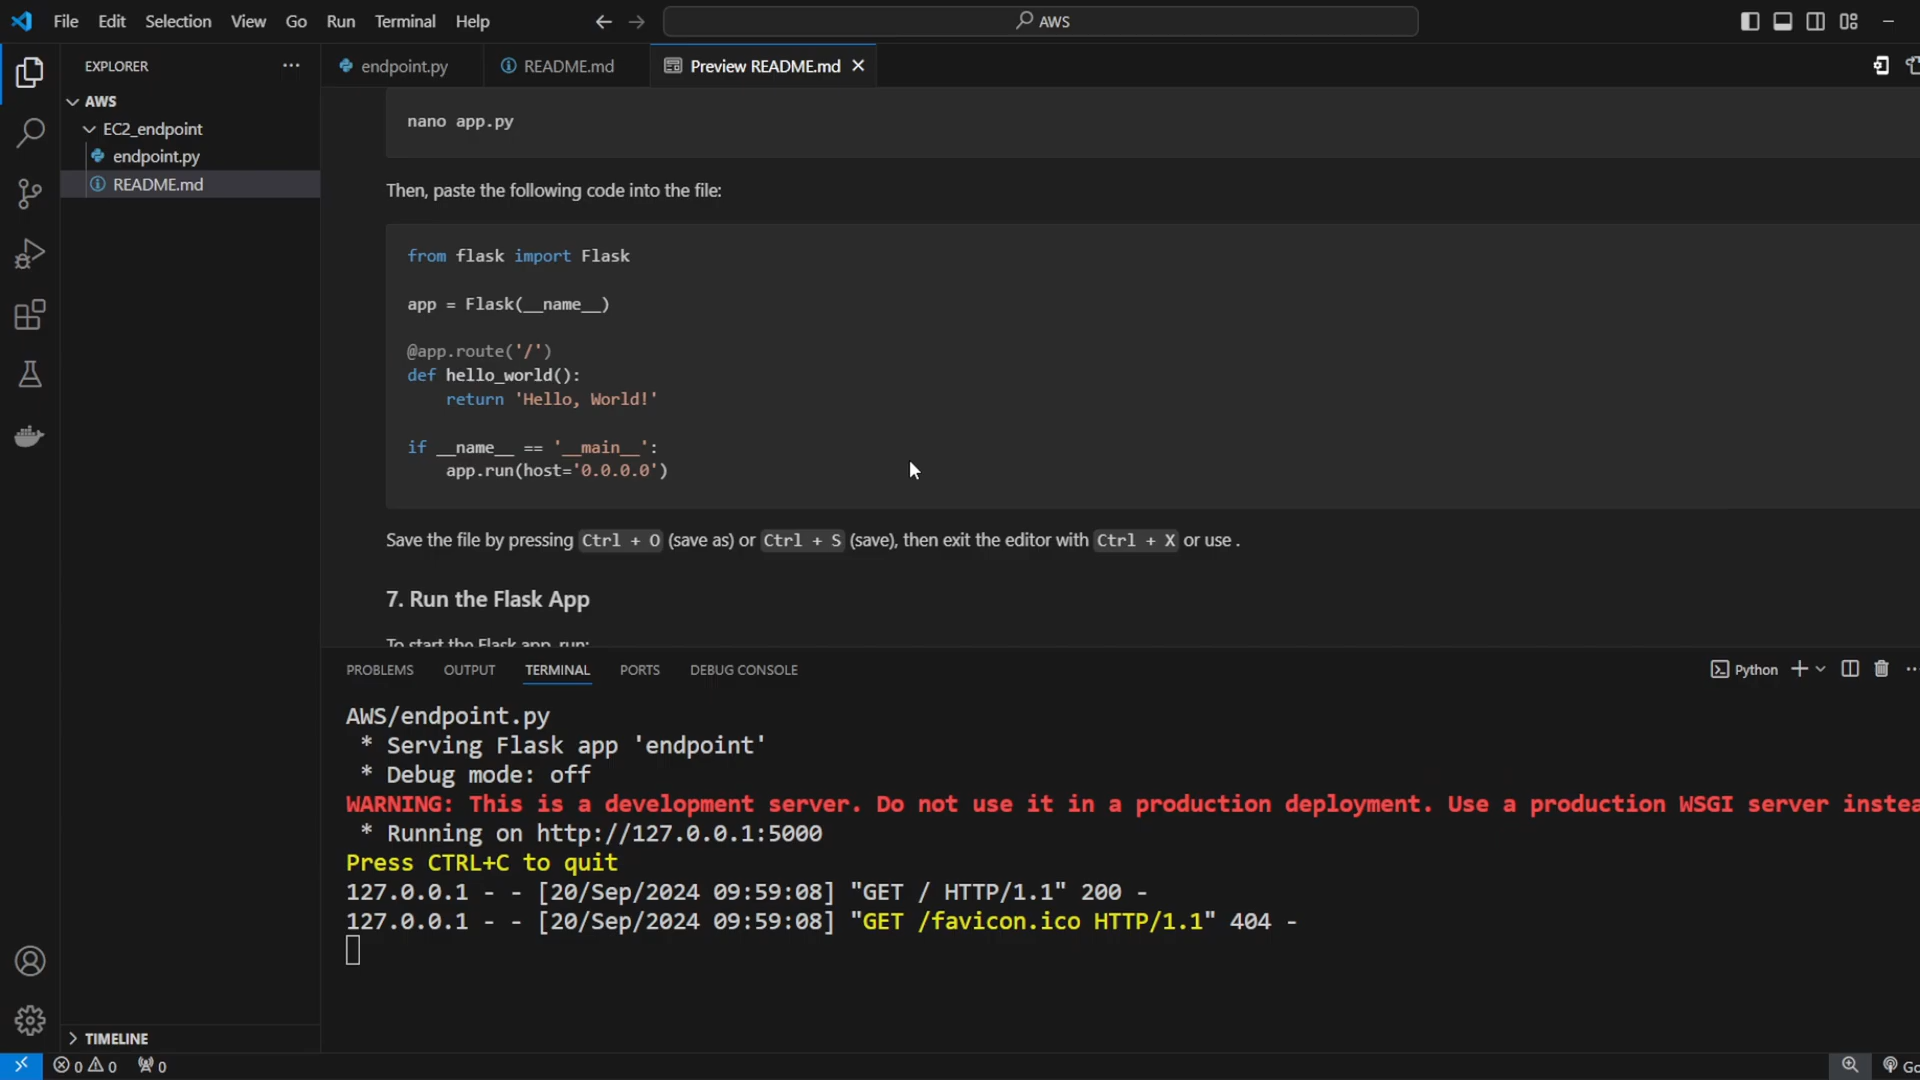 File Edit Selection View Go Run Terminal Help AWS
EXPLORER
endpoint.py README.md Preview README.md
AWS
EC2_endpoint
endpoint.py
README.md
nano app.py
Then, paste the following code into the file:
from flask import Flask
app = Flask(__name__)
@app.route('/')
def hello_world():
return 'Hello, World!'
if __name__ == '__main__':
app.run(host='0.0.0.0')
Save the file by pressing Ctrl + O (save as) or Ctrl + S (save), then exit the editor with Ctrl + X or use .
7. Run the Flask App
To start the Flask app, run:
PROBLEMS OUTPUT TERMINAL PORTS DEBUG CONSOLE Python
AWS/endpoint.py
* Serving Flask app 'endpoint'
* Debug mode: off
WARNING: This is a development server. Do not use it in a production deployment. Use a production WSGI server instea
* Running on http://127.0.0.1:5000
Press CTRL+C to quit
127.0.0.1 - - [20/Sep/2024 09:59:08] "GET / HTTP/1.1" 200 -
127.0.0.1 - - [20/Sep/2024 09:59:08] "GET /favicon.ico HTTP/1.1" 404 -
TIMELINE
0 0 0 Go